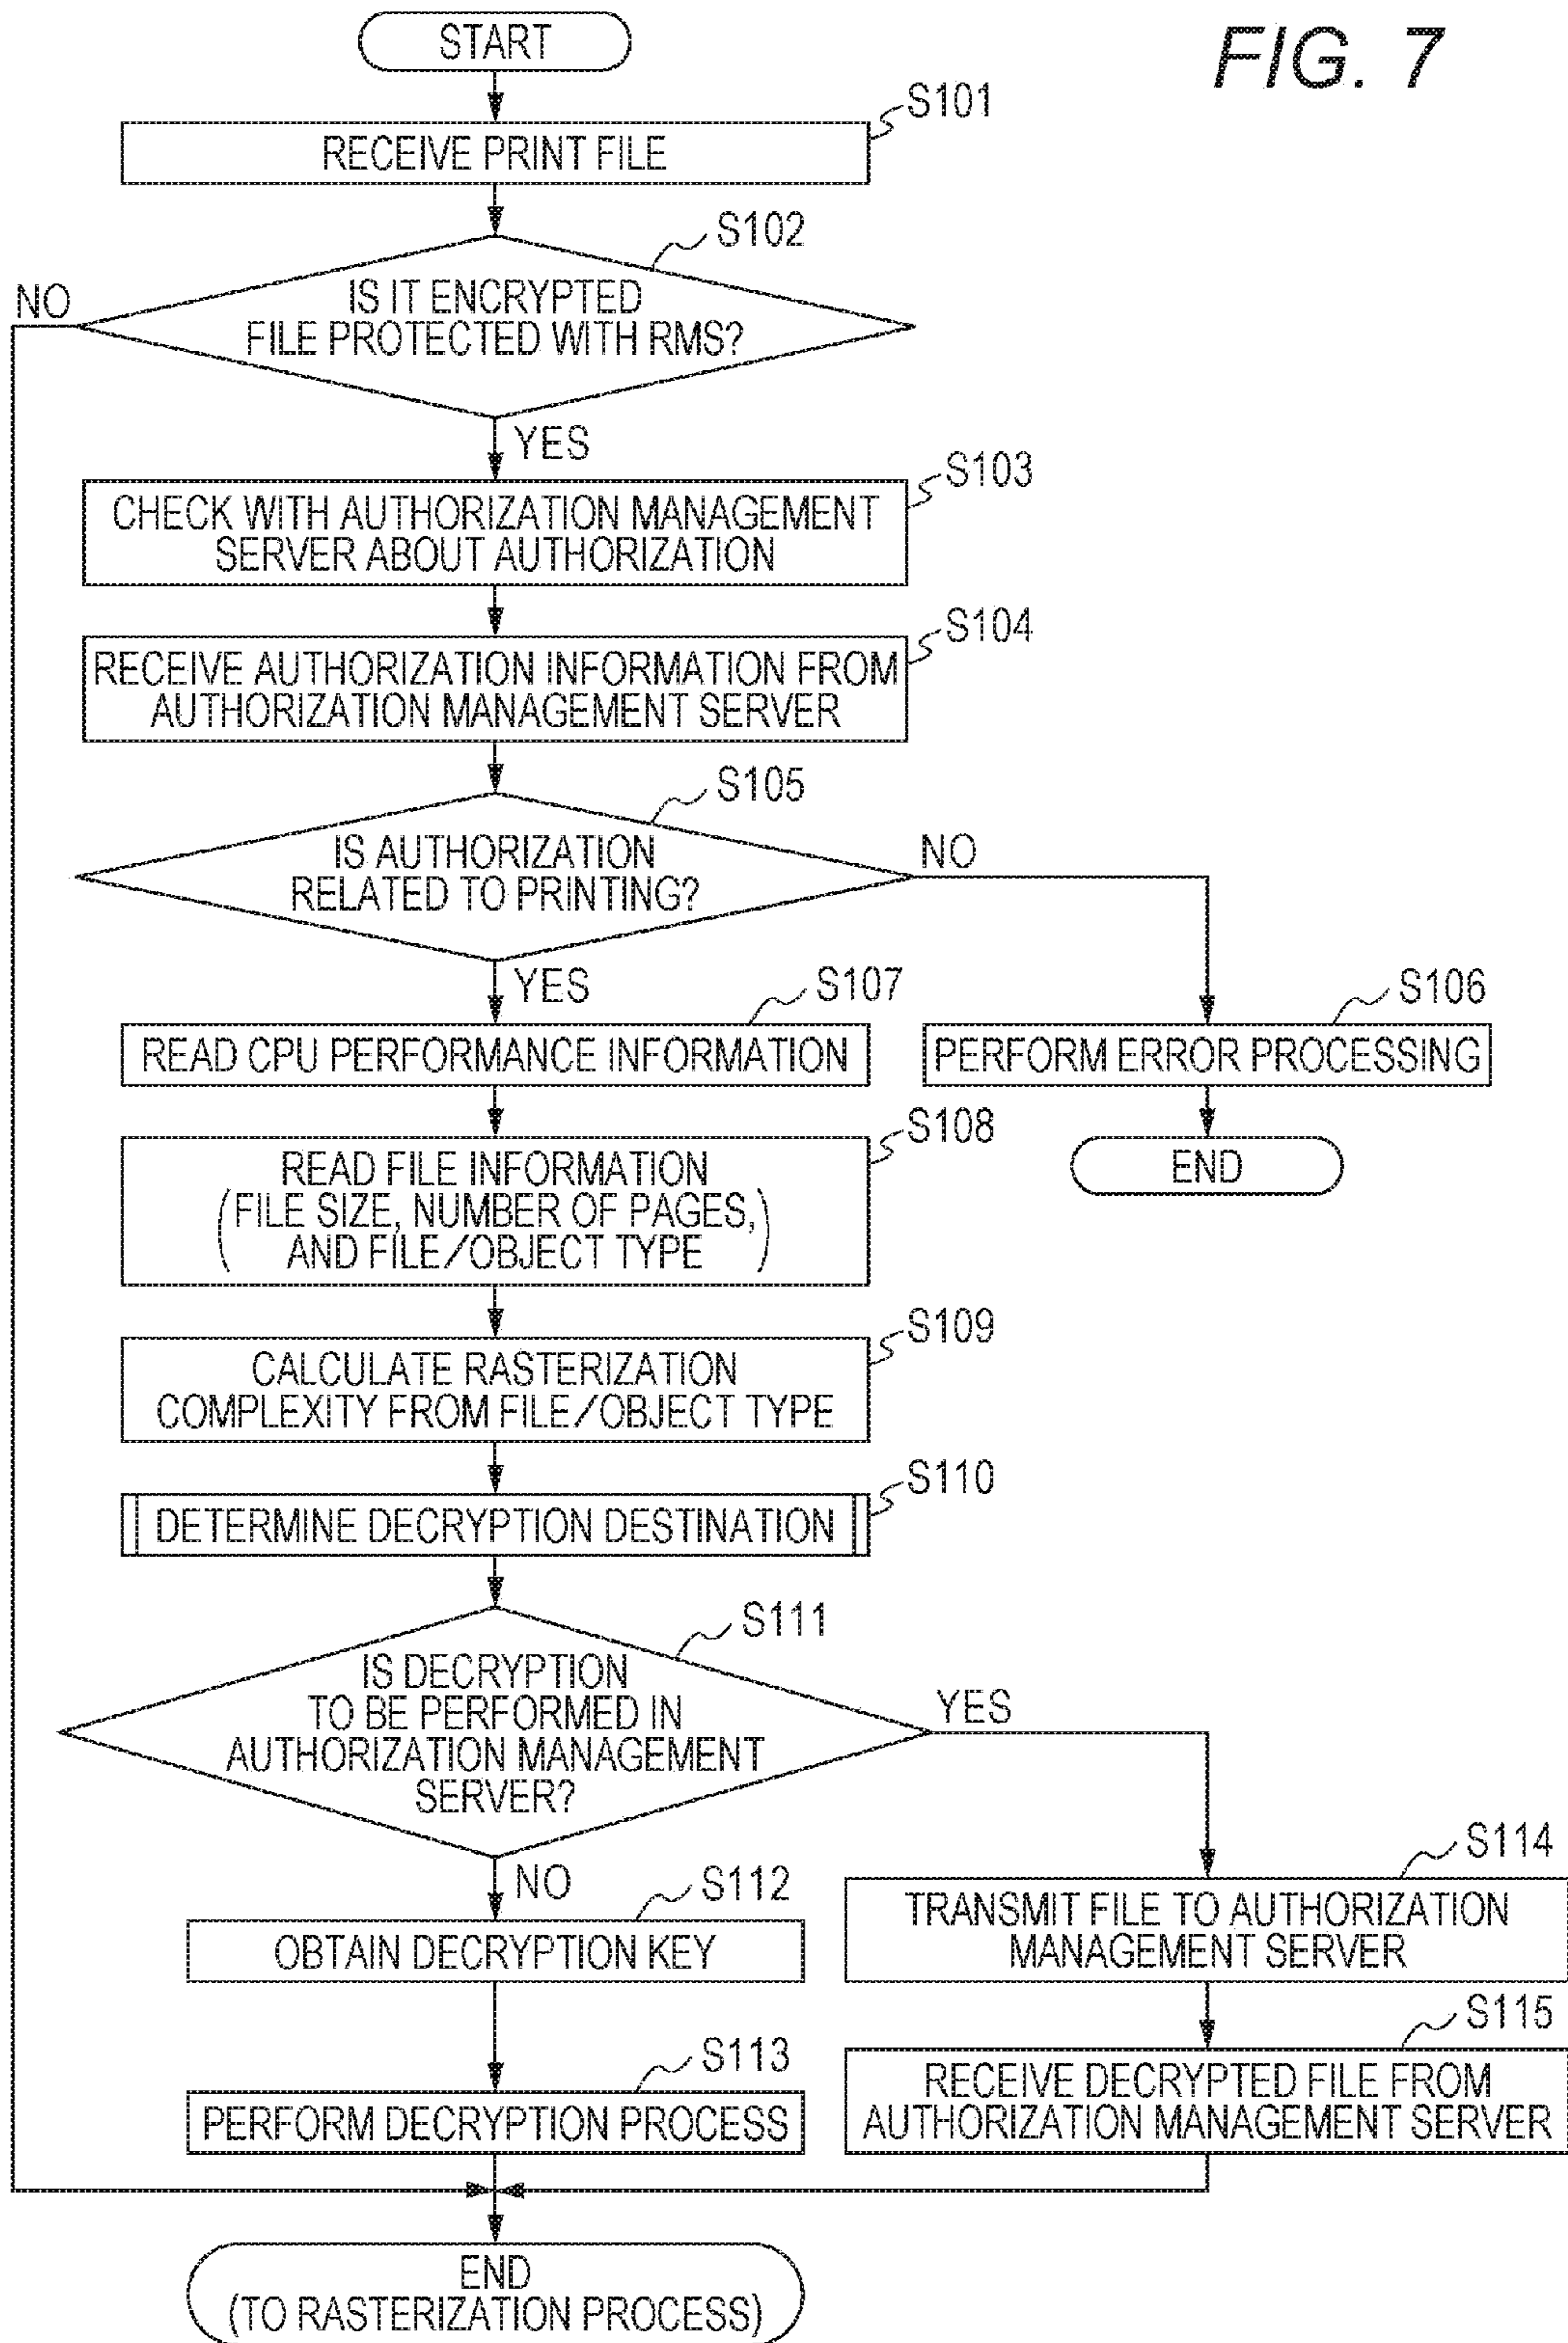 FIG. 7
START
S101
RECEIVE PRINT FILE
S102
IS IT ENCRYPTED
FILE PROTECTED WITH RMS?
NO
YES
S103
CHECK WITH AUTHORIZATION MANAGEMENT
SERVER ABOUT AUTHORIZATION
S104
RECEIVE AUTHORIZATION INFORMATION FROM
AUTHORIZATION MANAGEMENT SERVER
S105
IS AUTHORIZATION
RELATED TO PRINTING?
NO
YES
S107
READ CPU PERFORMANCE INFORMATION
S106
PERFORM ERROR PROCESSING
END
S108
READ FILE INFORMATION
(FILE SIZE, NUMBER OF PAGES,
AND FILE/OBJECT TYPE)
S109
CALCULATE RASTERIZATION
COMPLEXITY FROM FILE/OBJECT TYPE
S110
DETERMINE DECRYPTION DESTINATION
S111
IS DECRYPTION
TO BE PERFORMED IN
AUTHORIZATION MANAGEMENT
SERVER?
YES
NO
S112
OBTAIN DECRYPTION KEY
S113
PERFORM DECRYPTION PROCESS
S114
TRANSMIT FILE TO AUTHORIZATION
MANAGEMENT SERVER
S115
RECEIVE DECRYPTED FILE FROM
AUTHORIZATION MANAGEMENT SERVER
END
(TO RASTERIZATION PROCESS)